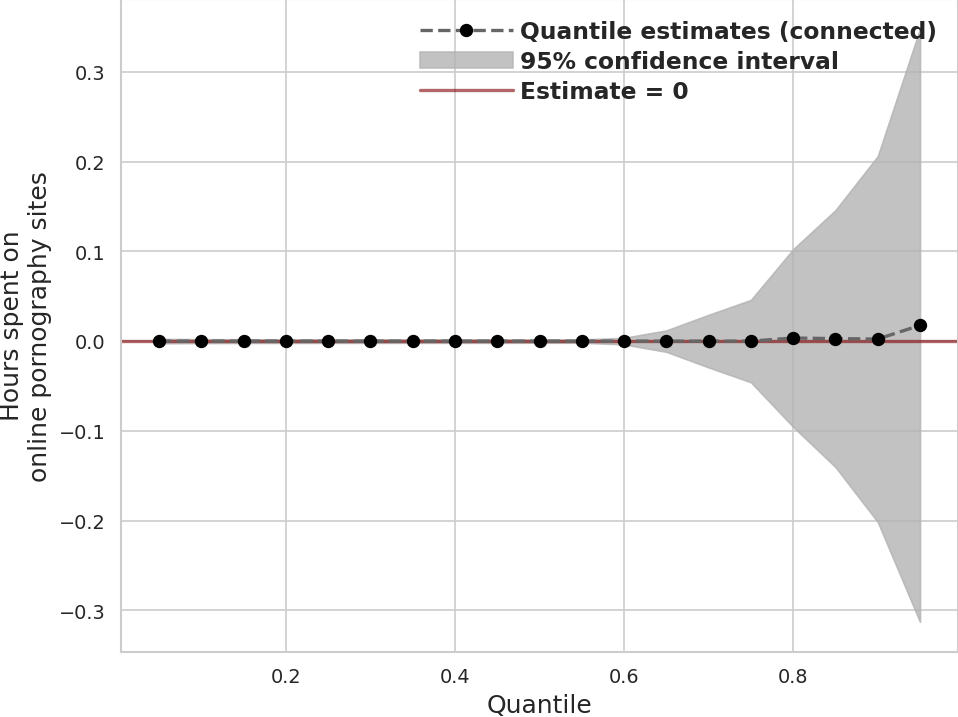 Quantile estimates (connected)
95% confidence interval
Estimate = 0
0.3
0.2
0.1
0.0
−0.1
−0.2
−0.3
Hours spent on
online pornography sites
0.2
0.4
0.6
0.8
Quantile